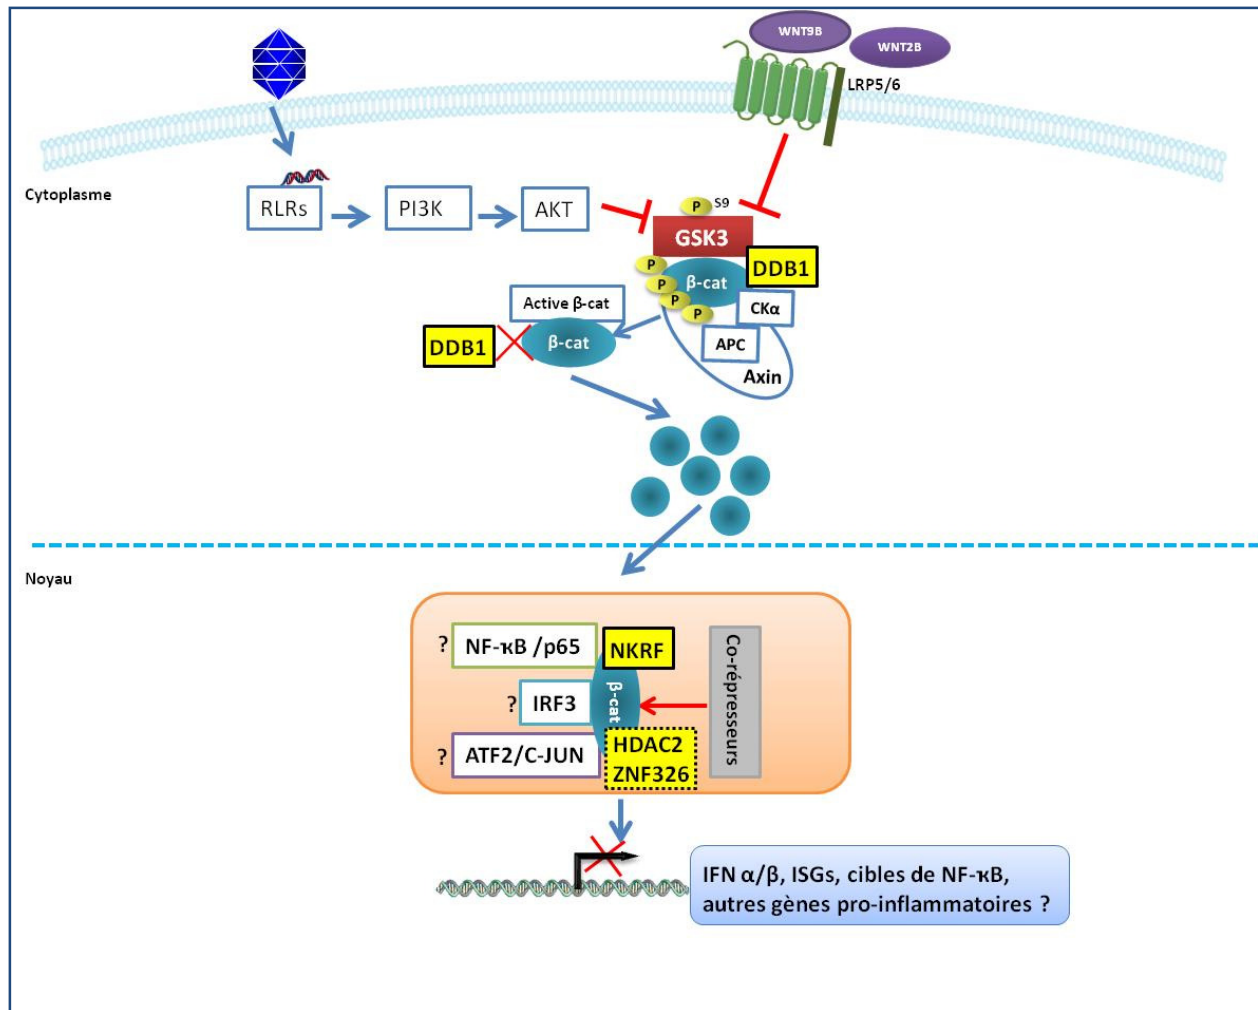 WNT9B
WNT2B
LRP5/6
Cytoplasme
RLRs
PI3K
AKT
P
S9
GSK3
P
β-cat
DDB1
P
P
P
CKα
APC
Axin
Active β-cat
β-cat
DDB1
Noyau
? NF-κB /p65
NKRF
? IRF3
β-cat
? ATF2/C-JUN
HDAC2
ZNF326
Co-répresseurs
IFN α/β, ISGs, cibles de NF-κB,
autres gènes pro-inflammatoires ?